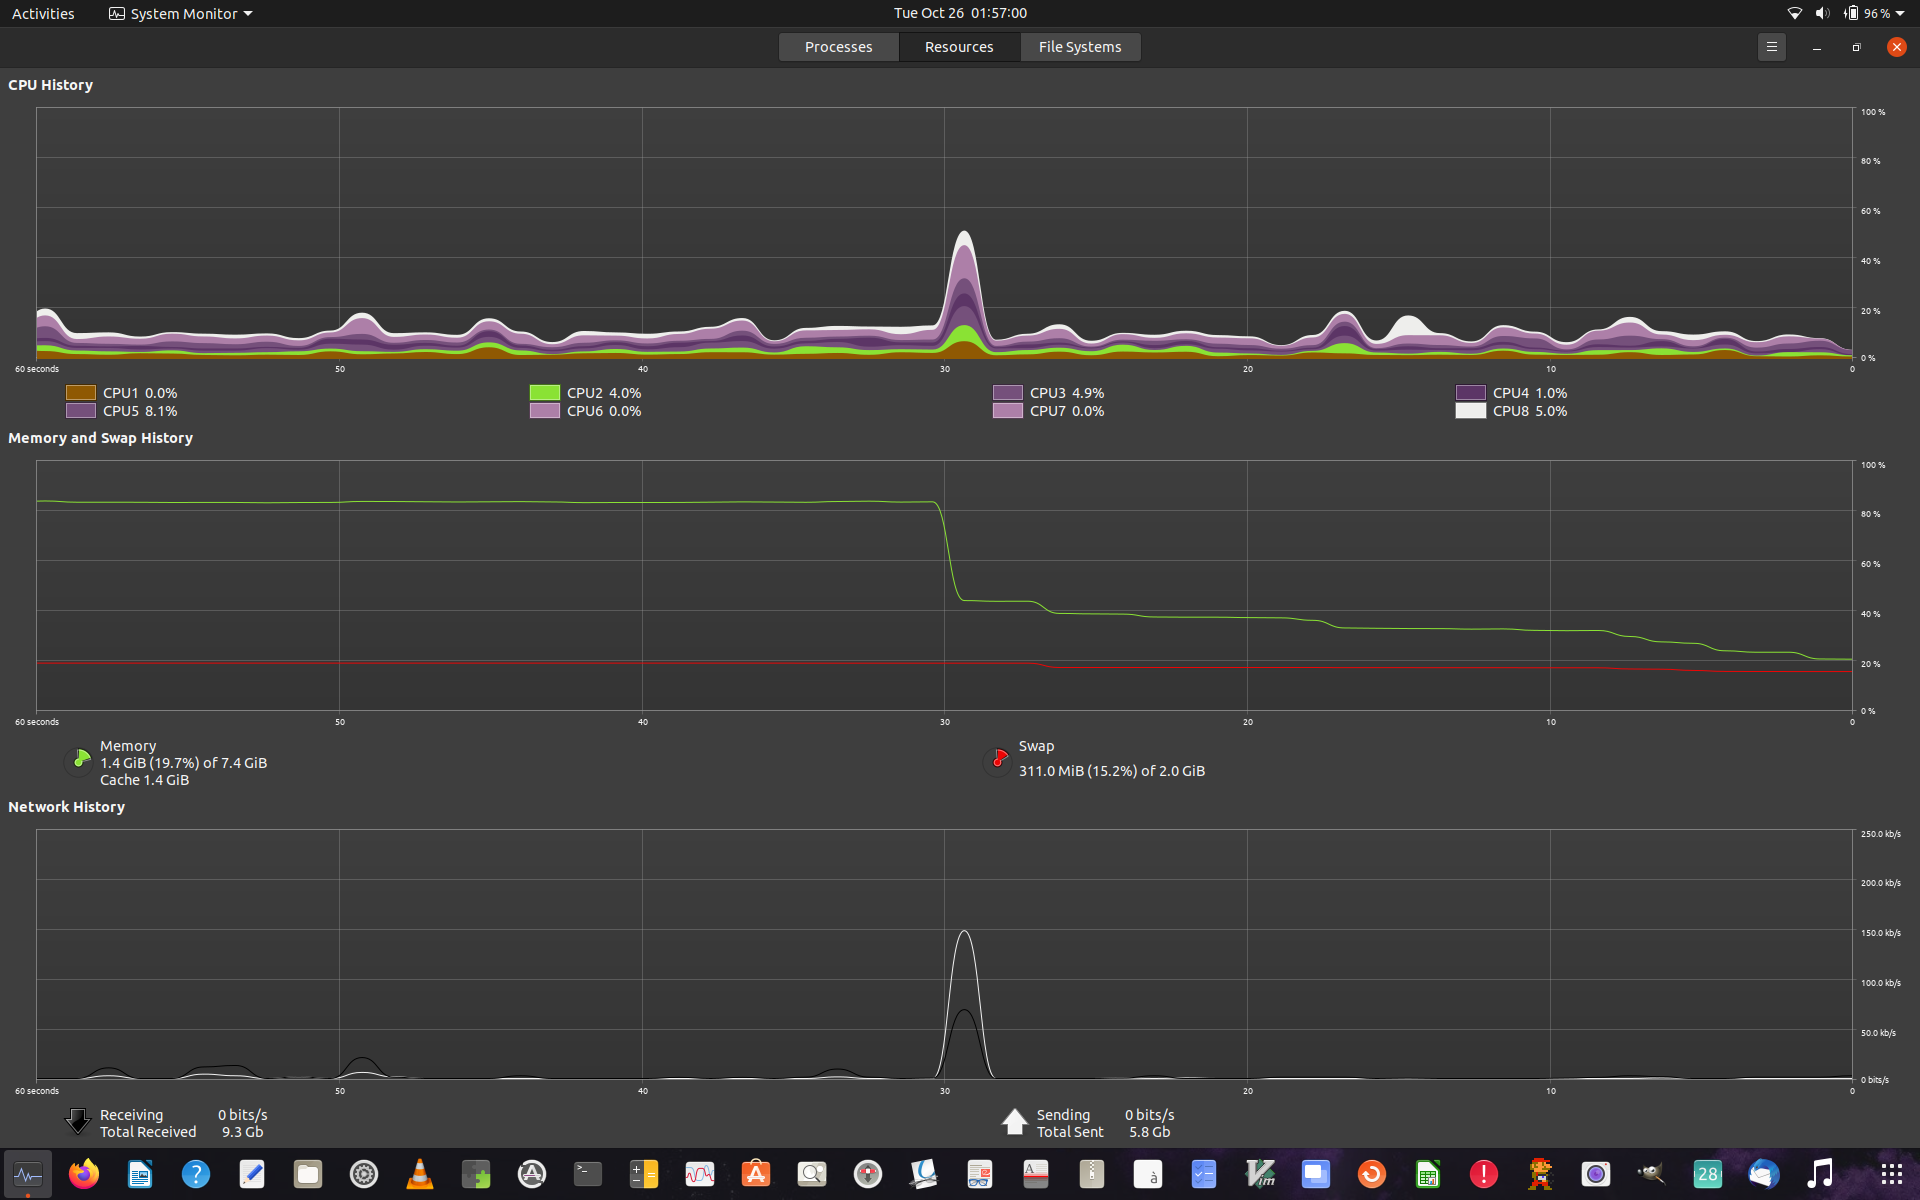 Activities System Monitor Tue Oct 26 01:57:00 96 %
Processes Resources File Systems
CPU History
100 %
80 %
60 %
40 %
20 %
0 %
60 seconds 50 40 30 20 10 0
CPU1 0.0% CPU2 4.0% CPU3 4.9% CPU4 1.0%
CPU5 8.1% CPU6 0.0% CPU7 0.0% CPU8 5.0%
Memory and Swap History
100 %
80 %
60 %
40 %
20 %
0 %
60 seconds 50 40 30 20 10 0
Memory
1.4 GiB (19.7%) of 7.4 GiB
Cache 1.4 GiB
Swap
311.0 MiB (15.2%) of 2.0 GiB
Network History
250.0 kb/s
200.0 kb/s
150.0 kb/s
100.0 kb/s
50.0 kb/s
0 bits/s
60 seconds 50 40 30 20 10 0
Receiving 0 bits/s
Total Received 9.3 Gb
Sending 0 bits/s
Total Sent 5.8 Gb
? >_ A à Vim ! 28